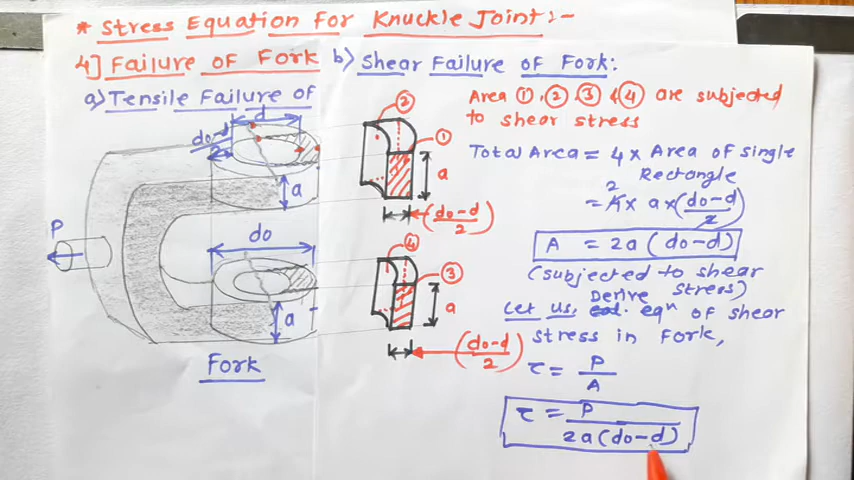 * Stress Equation For Knuckle Joint :-
4] Failure of Fork
a) Tensile Failure of
d
do-d/2
a
P
do
a
Fork
b) Shear Failure of Fork:
②
①
a
(do-d/2)
④
③
a
(do-d/2)
Area ①, ②, ③ & ④ are subjected
to shear stress
Total Area = 4 x Area of single
Rectangle
= 4 x a x (do-d/2)
2
A = 2a (do-d)
(subjected to shear
stress)
Let us, Derive eqn of shear
stress in Fork,
τ = P/A
τ = P/2a(do-d)